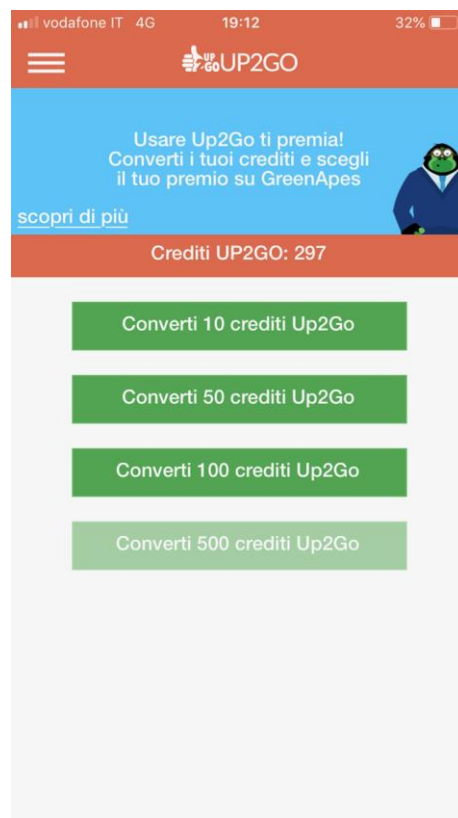 vodafone IT 4G 19:12 32%
UP GO UP2GO
Usare Up2Go ti premia!
Converti i tuoi crediti e scegli
il tuo premio su GreenApes
scopri di più
Crediti UP2GO: 297
Converti 10 crediti Up2Go
Converti 50 crediti Up2Go
Converti 100 crediti Up2Go
Converti 500 crediti Up2Go